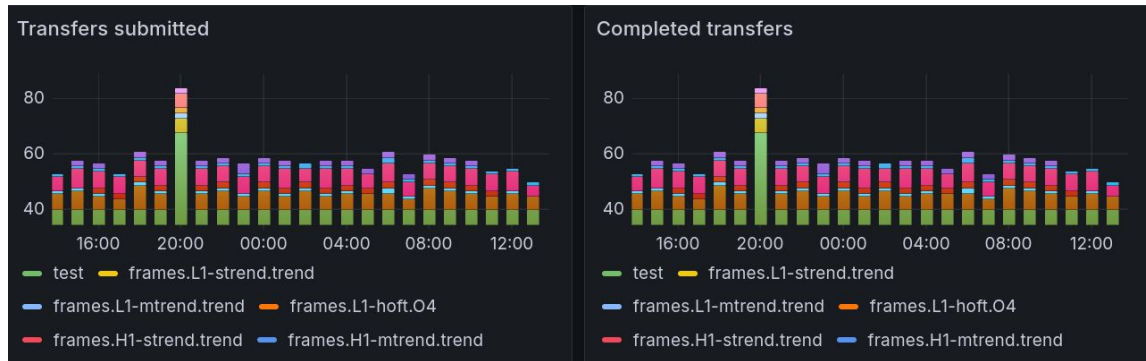 Transfers submitted
80
60
40
16:00 20:00 00:00 04:00 08:00 12:00
test frames.L1-strend.trend
frames.L1-mtrend.trend frames.L1-hoft.O4
frames.H1-strend.trend frames.H1-mtrend.trend
Completed transfers
80
60
40
16:00 20:00 00:00 04:00 08:00 12:00
test frames.L1-strend.trend
frames.L1-mtrend.trend frames.L1-hoft.O4
frames.H1-strend.trend frames.H1-mtrend.trend